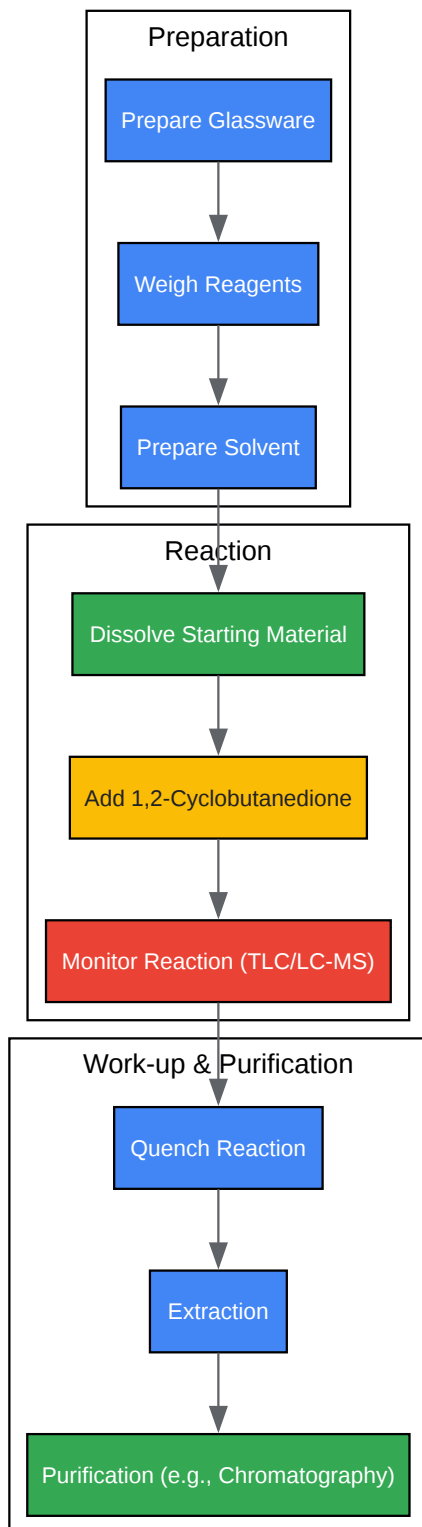 Preparation
Prepare Glassware
Weigh Reagents
Prepare Solvent
Reaction
Dissolve Starting Material
Add 1,2-Cyclobutanedione
Monitor Reaction (TLC/LC-MS)
Work-up & Purification
Quench Reaction
Extraction
Purification (e.g., Chromatography)